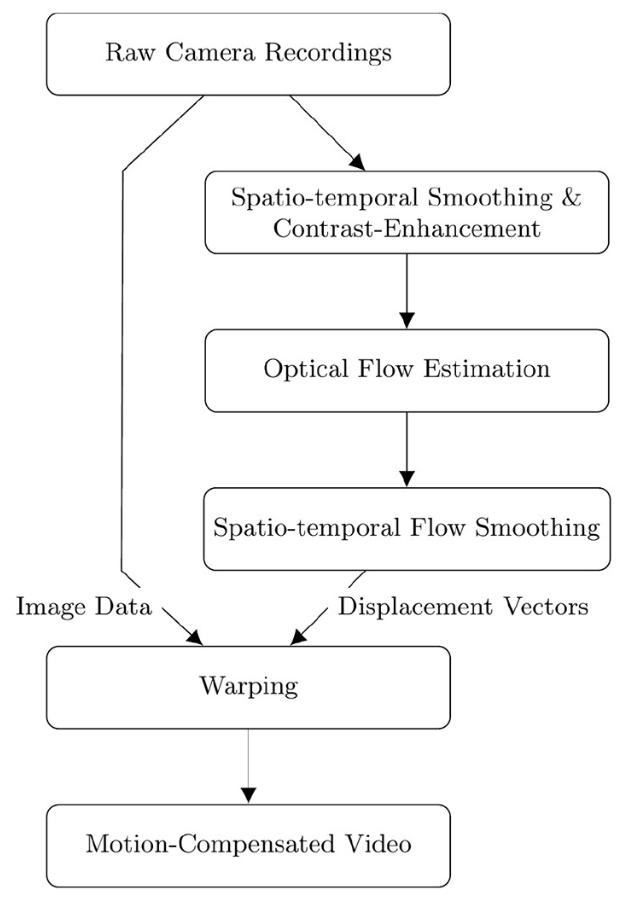 Raw Camera Recordings
Spatio-temporal Smoothing &
Contrast-Enhancement
Optical Flow Estimation
Spatio-temporal Flow Smoothing
Image Data
Displacement Vectors
Warping
Motion-Compensated Video